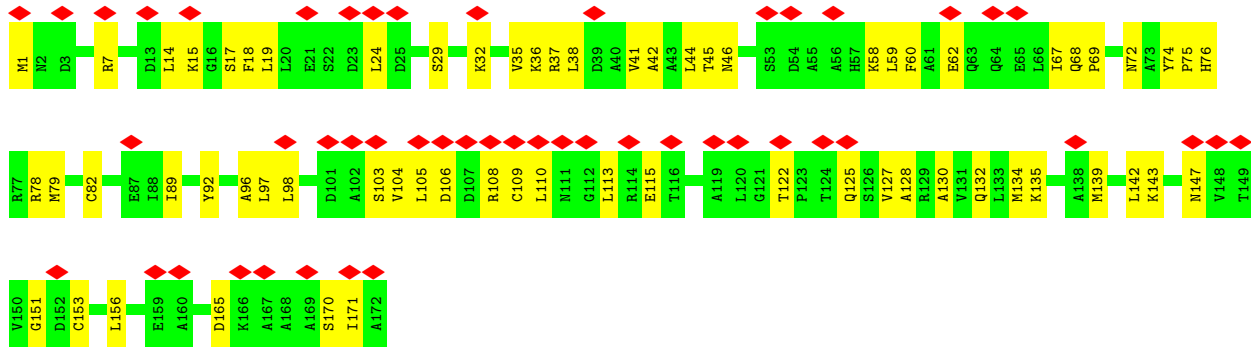 M1 N2 D3 R7 D13 L14 K15 G16 S17 F18 L19 L20 E21 S22 D23 L24 D25 S29 K32 V35 K36 R37 L38 D39 A40 V41 A42 A43 L44 T45 N46 S53 D54 A55 A56 H57 K58 L59 F60 A61 E62 Q63 Q64 E65 L66 I67 Q68 P69 N72 A73 Y74 P75 H76
R77 R78 M79 C82 E87 I88 I89 Y92 A96 L97 L98 D101 A102 S103 V104 L105 D106 D107 R108 C109 L110 N111 G112 L113 R114 E115 T116 A119 L120 G121 T122 P123 T124 Q125 S126 V127 A128 R129 A130 V131 Q132 L133 M134 K135 A138 M139 L142 K143 N147 V148 T149
V150 G151 D152 C153 L156 E159 A160 D165 K166 A167 A168 A169 S170 I171 A172